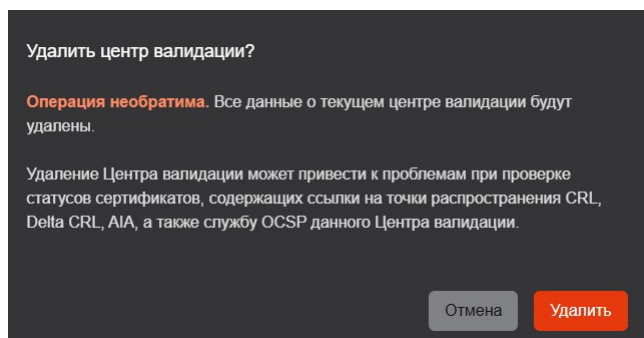 Удалить центр валидации?
Операция необратима. Все данные о текущем центре валидации будут
удалены.
Удаление Центра валидации может привести к проблемам при проверке
статусов сертификатов, содержащих ссылки на точки распространения CRL,
Delta CRL, AIA, а также службу OCSP данного Центра валидации.
Отмена
Удалить